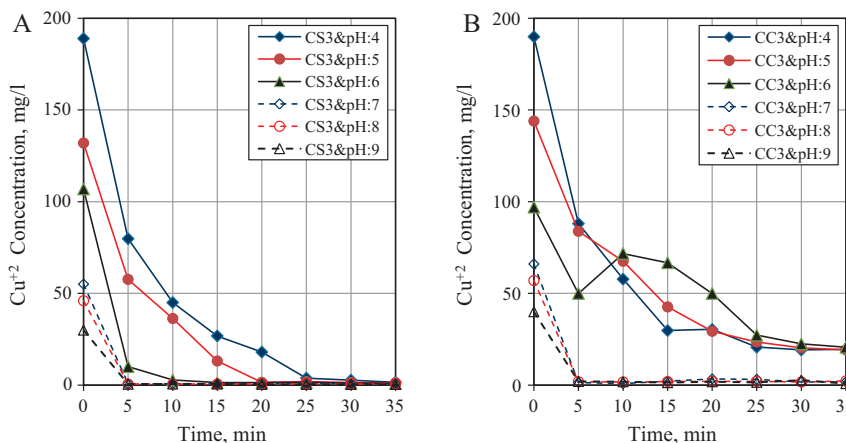 A
CS3&pH:4
CS3&pH:5
CS3&pH:6
CS3&pH:7
CS3&pH:8
CS3&pH:9
200
150
100
50
0
Cu+2 Concentration, mg/l
0 5 10 15 20 25 30 35
Time, min
B
CC3&pH:4
CC3&pH:5
CC3&pH:6
CC3&pH:7
CC3&pH:8
CC3&pH:9
200
150
100
50
0
Cu+2 Concentration, mg/l
0 5 10 15 20 25 30 35
Time, min